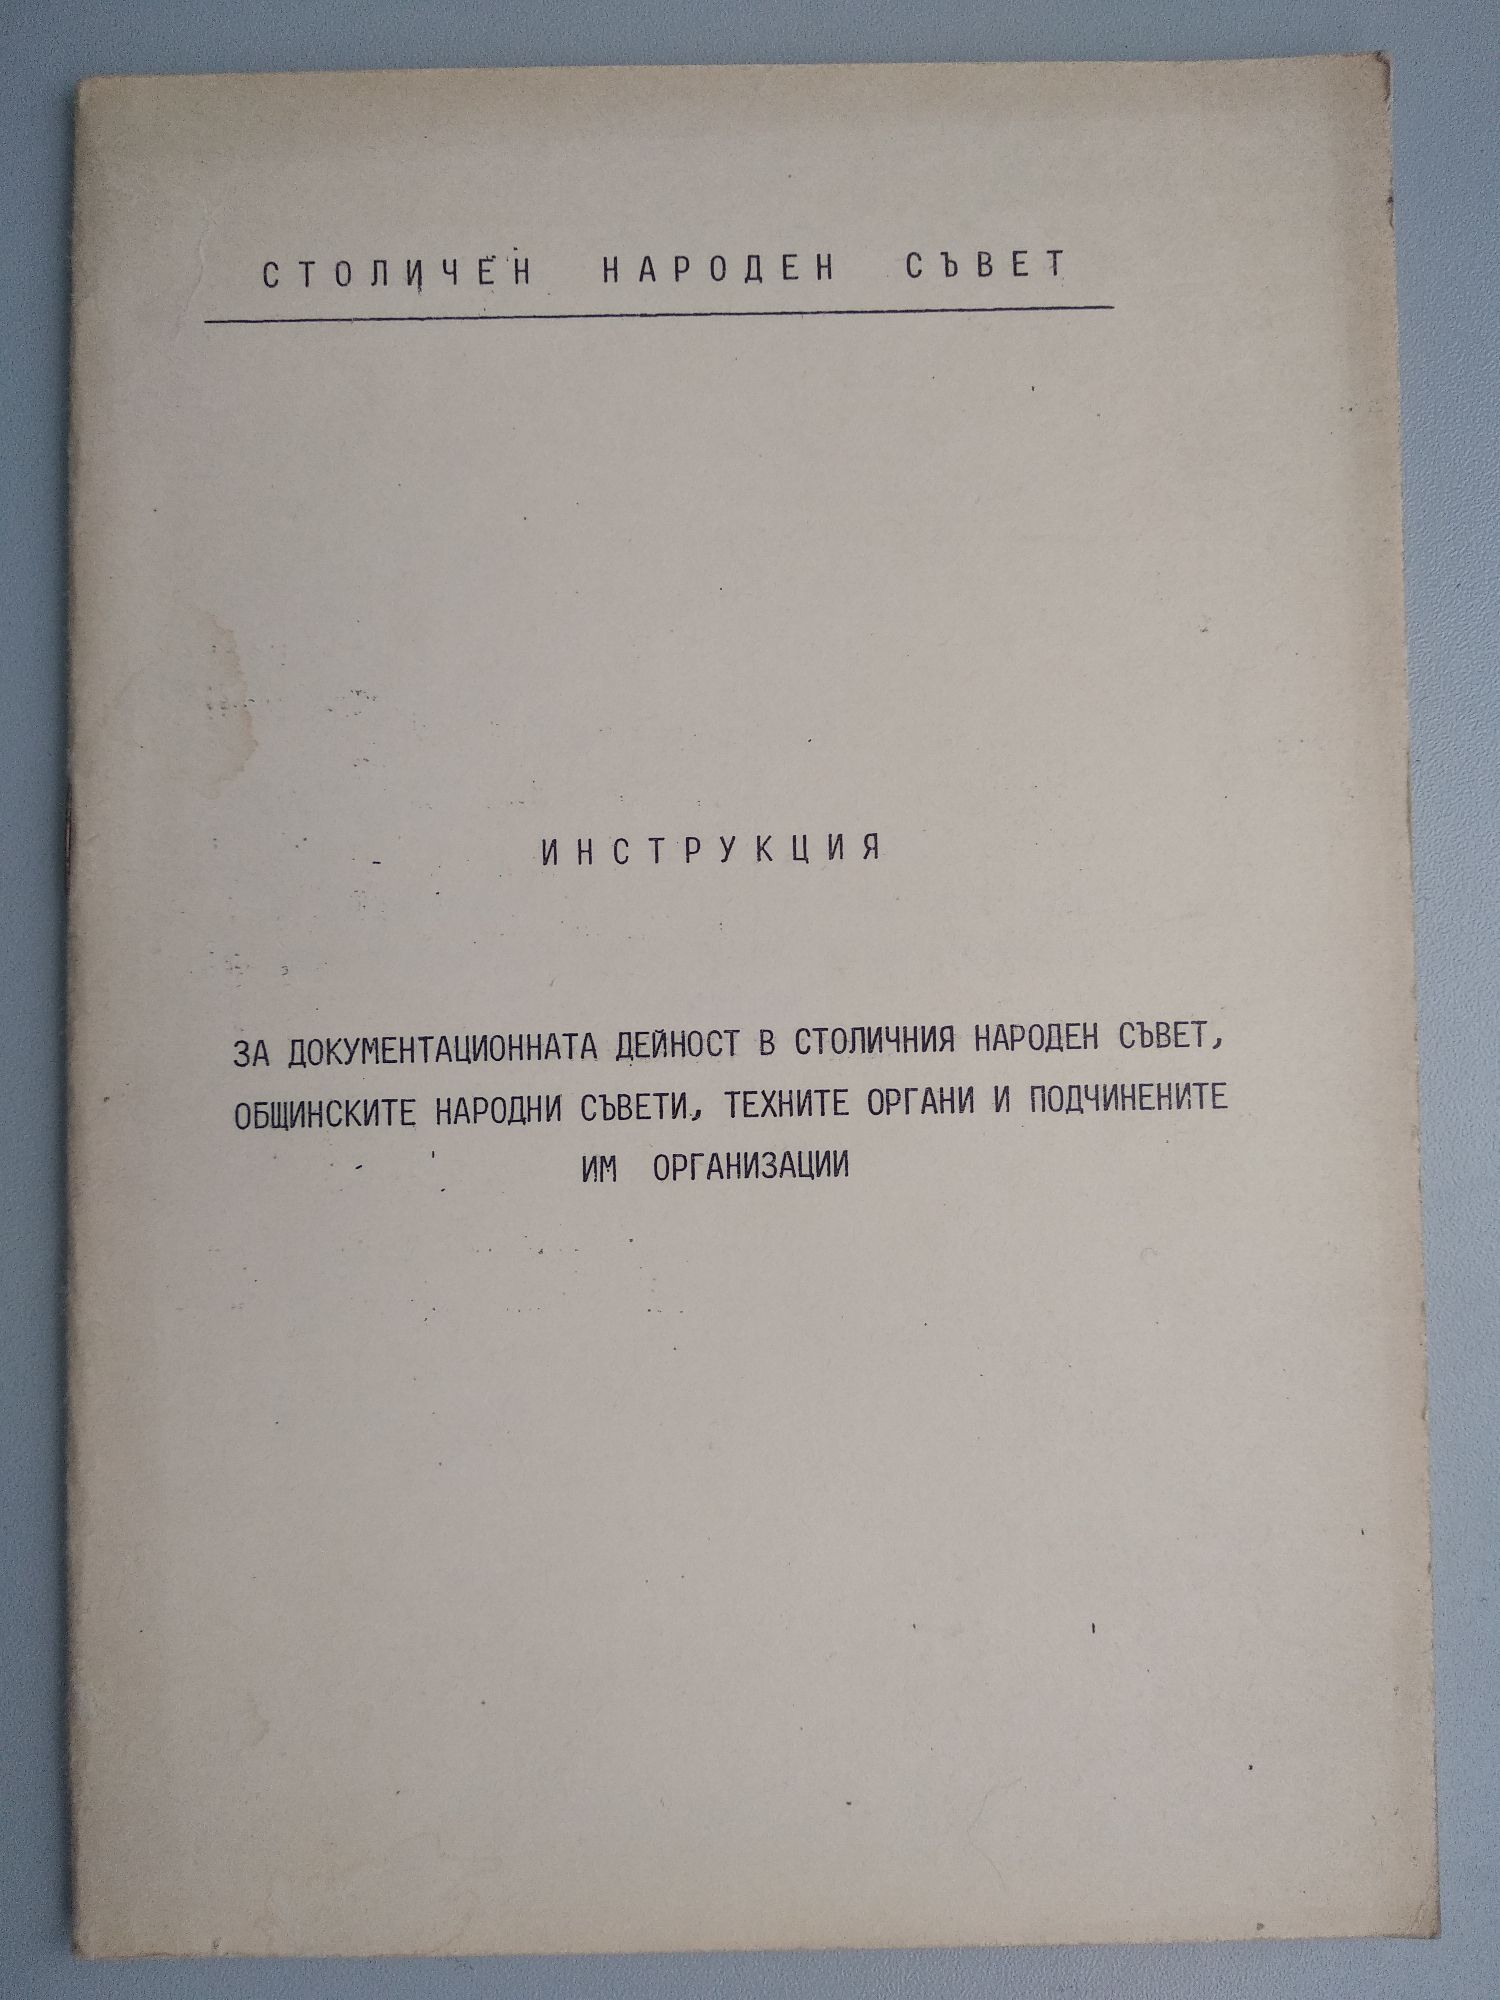 СТОЛИЧЕН НАРОДЕН СЪВЕТ
ИНСТРУКЦИЯ
ЗА ДОКУМЕНТАЦИОННАТА ДЕЙНОСТ В СТОЛИЧНИЯ НАРОДЕН СЪВЕТ,
ОБЩИНСКИТЕ НАРОДНИ СЪВЕТИ, ТЕХНИТЕ ОРГАНИ И ПОДЧИНЕНИТЕ
ИМ ОРГАНИЗАЦИИ